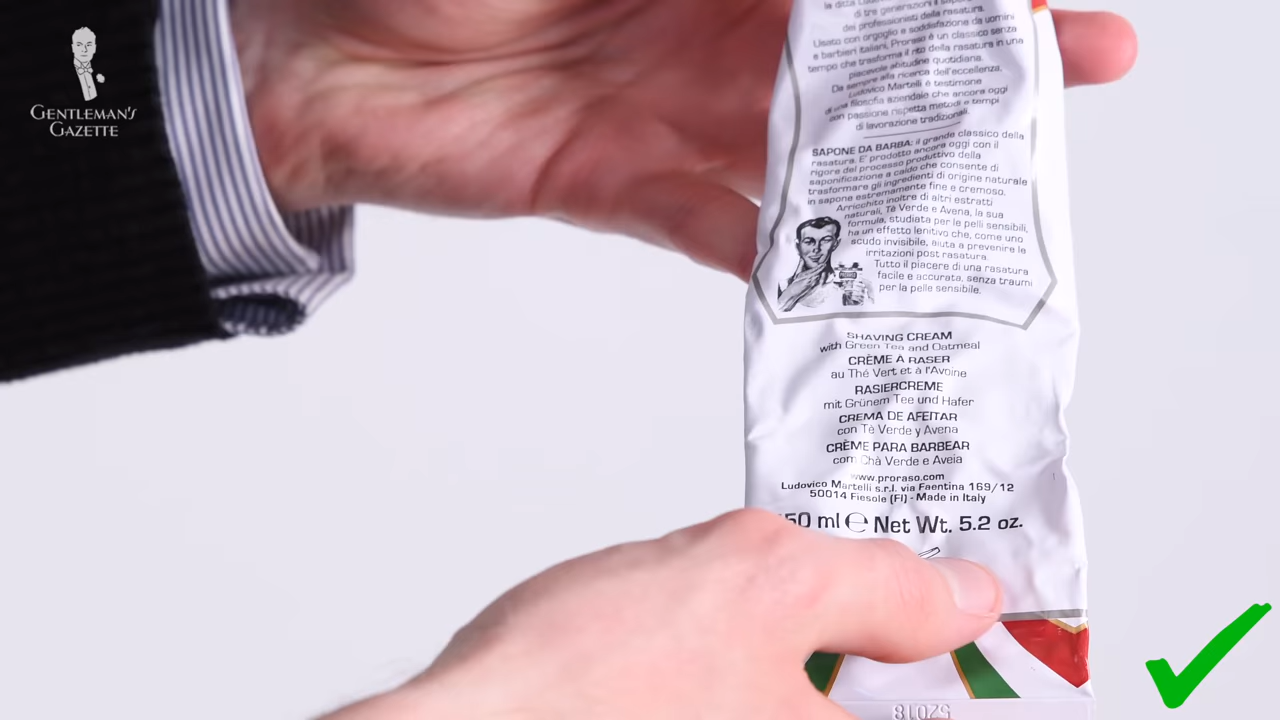 GENTLEMAN'S
GAZETTE
di tre generazioni il
dei professionisti della rasatura.
Usato con orgoglio e soddisfazione da uomini
e barbieri italiani, Proraso è un classico senza
tempo che trasforma il rito della rasatura in una
piacevole abitudine quotidiana.
Da sempre alla ricerca dell'eccellenza,
Ludovico Martelli è testimone
di una filosofia aziendale che ancora oggi
con passione rispetta metodi e tempi
di lavorazione tradizionali.
SAPONE DA BARBA: il grande classico della
rasatura. E' prodotto ancora oggi con il
rigore del processo produttivo della
saponificazione a caldo che consente di
trasformare gli ingredienti di origine naturale
in sapone estremamente fine e cremoso.
Arricchito inoltre di altri estratti
naturali, Tè Verde e Avena, la sua
formula, studiata per le pelli sensibili,
ha un effetto lenitivo che, come uno
scudo invisibile, aiuta a prevenire le
irritazioni post rasatura.
Tutto il piacere di una rasatura
facile e accurata, senza traumi
per la pelle sensibile.
PRORASO
SHAVING CREAM
with Green Tea and Oatmeal
CRÈME À RASER
au Thé Vert et à l'Avoine
RASIERCREME
mit Grünem Tee und Hafer
CREMA DE AFEITAR
con Tè Verde y Avena
CRÈME PARA BARBEAR
com Chà Verde e Aveia
www.proraso.com
Ludovico Martelli s.r.l. via Faentina 169/12
50014 Fiesole (FI) - Made in Italy
50 ml ℮ Net Wt. 5.2 oz.